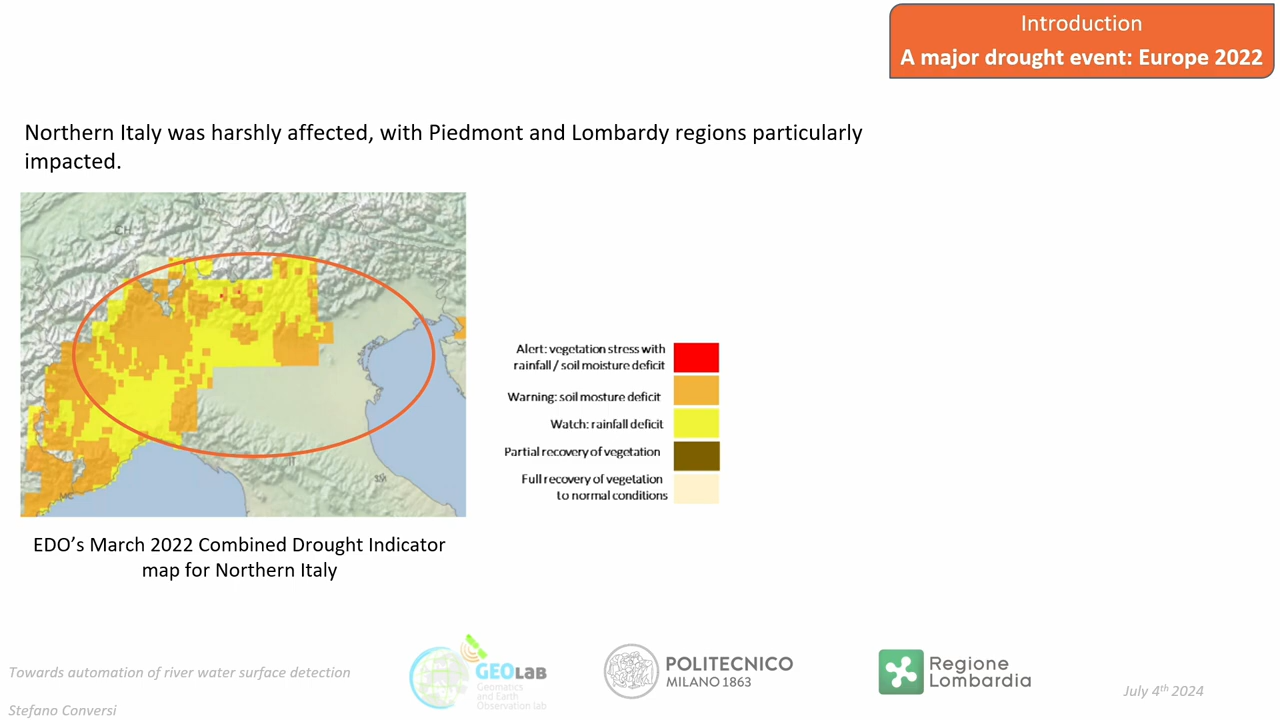 Introduction
A major drought event: Europe 2022
Northern Italy was harshly affected, with Piedmont and Lombardy regions particularly
impacted.
CH
IT
SM
MC
Alert: vegetation stress with
rainfall / soil moisture deficit
Warning: soil mosture deficit
Watch: rainfall deficit
Partial recovery of vegetation
Full recovery of vegetation
to normal conditions
EDO's March 2022 Combined Drought Indicator
map for Northern Italy
Towards automation of river water surface detection
Stefano Conversi
GEOLAB
Geomatics
and Earth
Observation lab
POLITECNICO
MILANO 1863
Regione
Lombardia
July 4th 2024